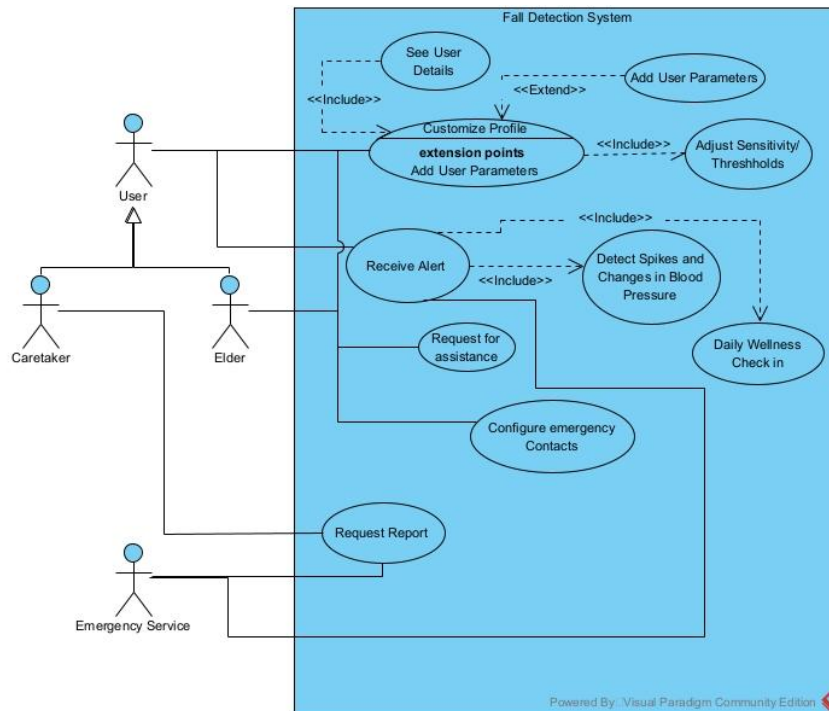 Fall Detection System
See User
Details
Add User Parameters
<<Extend>>
<<Include>>
Customize Profile
extension points
Add User Parameters
<<Include>>
Adjust Sensitivity/
Threshholds
User
<<Include>>
Receive Alert
<<Include>>
Detect Spikes and
Changes in Blood
Pressure
Caretaker
Elder
Request for
assistance
Daily Wellness
Check in
Configure emergency
Contacts
Request Report
Emergency Service
Powered By: Visual Paradigm Community Edition